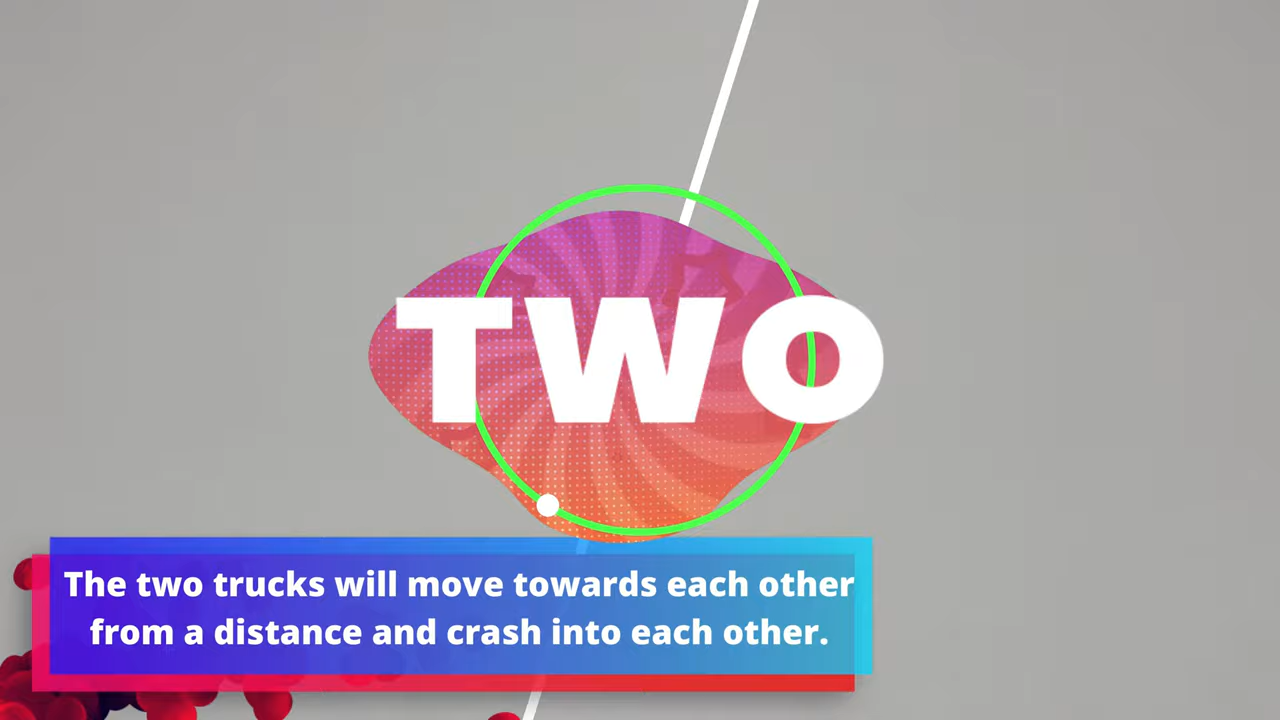 TWO
The two trucks will move towards each other
from a distance and crash into each other.